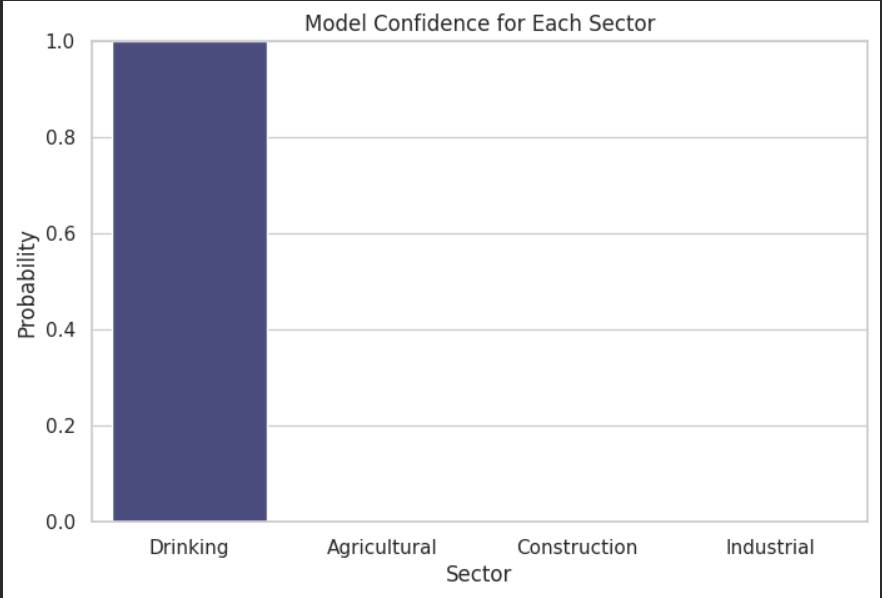 Model Confidence for Each Sector
1.0
0.8
0.6
0.4
0.2
0.0
Probability
Drinking Agricultural Construction Industrial
Sector